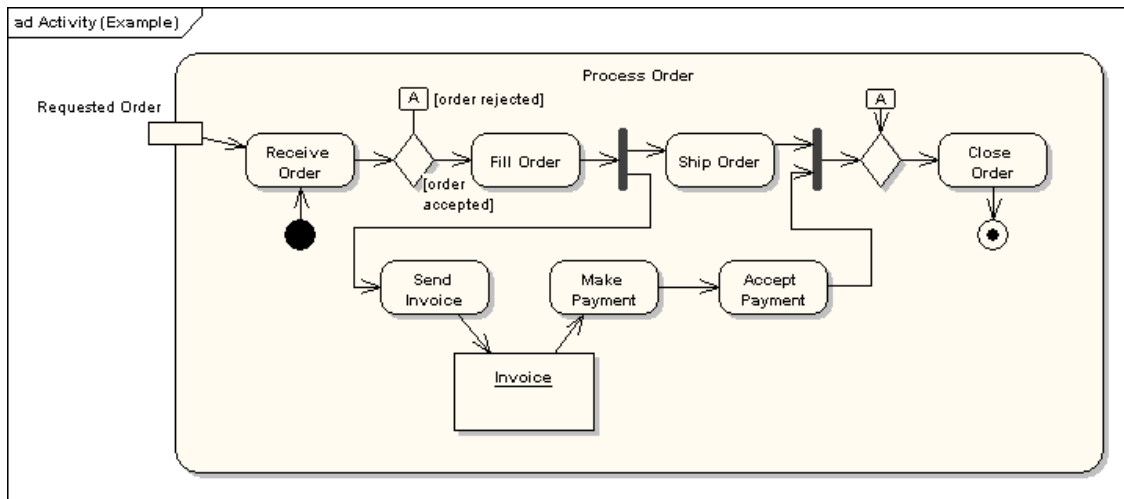 ad Activity (Example)
Process Order
Requested Order
A
[order rejected]
A
Receive
Order
Fill Order
Ship Order
Close
Order
[order
accepted]
Send
Invoice
Make
Payment
Accept
Payment
Invoice